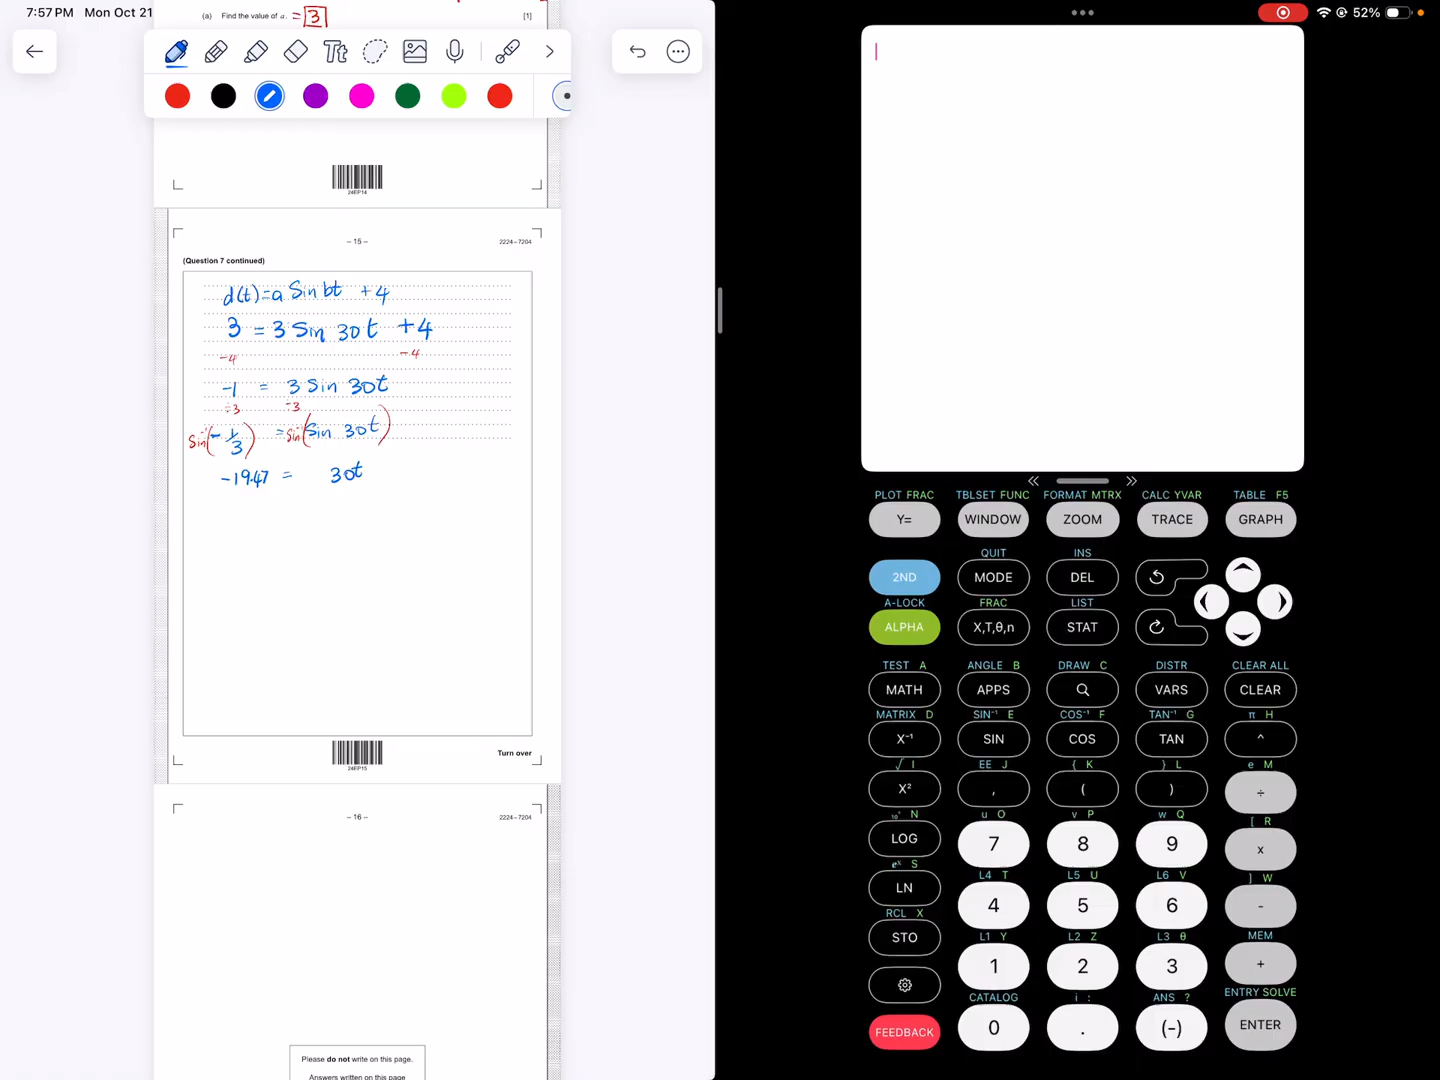 7:57 PM Mon Oct 21
52%
(a) Find the value of a. = 3 [1]
Tt
24EP14
– 15 –
2224–7204
(Question 7 continued)
d(t)=a Sin bt +4
3 = 3 Sin 30t +4
-4 -4
-1 = 3 Sin 30t
÷3 ÷3
Sin⁻¹(-1/3) = Sin⁻¹(Sin 30t)
-19.47 = 30t
24EP15
Turn over
– 16 –
2224–7204
Please do not write on this page.
Answers written on this page
PLOT FRAC TBLSET FUNC FORMAT MTRX CALC YVAR TABLE F5
Y= WINDOW ZOOM TRACE GRAPH
QUIT INS
2ND MODE DEL
A-LOCK FRAC LIST
ALPHA X,T,θ,n STAT
TEST A ANGLE B DRAW C DISTR CLEAR ALL
MATH APPS VARS CLEAR
MATRIX D SIN⁻¹ E COS⁻¹ F TAN⁻¹ G π H
X⁻¹ SIN COS TAN ^
√ I EE J { K } L e M
X² , ( ) ÷
10ˣ N u O v P w Q [ R
LOG 7 8 9 x
eˣ S L4 T L5 U L6 V ] W
LN 4 5 6 -
RCL X L1 Y L2 Z L3 θ MEM
STO 1 2 3 +
CATALOG i : ANS ? ENTRY SOLVE
FEEDBACK 0 . (-) ENTER